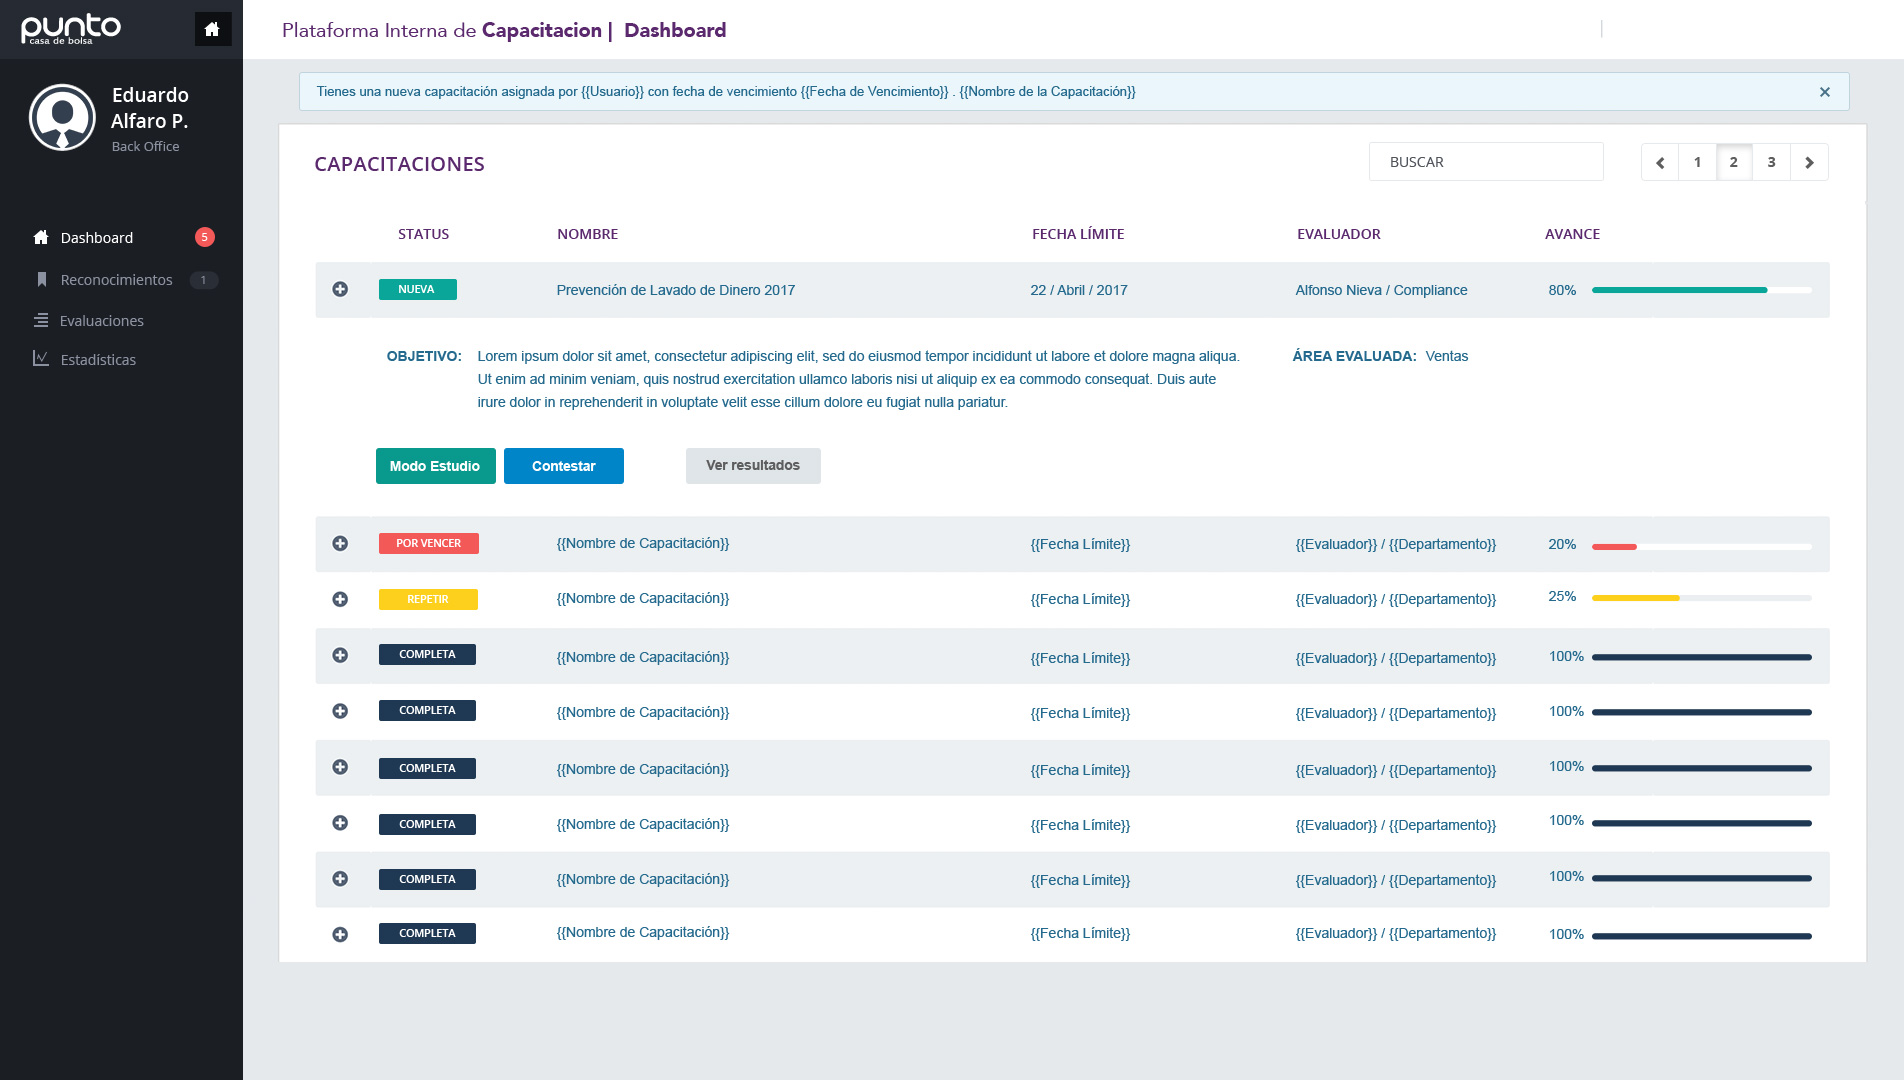 punto
casa de bolsa
Plataforma Interna de Capacitacion | Dashboard
Eduardo
Alfaro P.
Back Office
Dashboard 5
Reconocimientos 1
Evaluaciones
Estadísticas
Tienes una nueva capacitación asignada por {{Usuario}} con fecha de vencimiento {{Fecha de Vencimiento}} . {{Nombre de la Capacitación}} ×
CAPACITACIONES
BUSCAR
1 2 3
STATUS NOMBRE FECHA LÍMITE EVALUADOR AVANCE
NUEVA Prevención de Lavado de Dinero 2017 22 / Abril / 2017 Alfonso Nieva / Compliance 80%
OBJETIVO: Lorem ipsum dolor sit amet, consectetur adipiscing elit, sed do eiusmod tempor incididunt ut labore et dolore magna aliqua.
Ut enim ad minim veniam, quis nostrud exercitation ullamco laboris nisi ut aliquip ex ea commodo consequat. Duis aute
irure dolor in reprehenderit in voluptate velit esse cillum dolore eu fugiat nulla pariatur.
ÁREA EVALUADA: Ventas
Modo Estudio Contestar Ver resultados
POR VENCER {{Nombre de Capacitación}} {{Fecha Límite}} {{Evaluador}} / {{Departamento}} 20%
REPETIR {{Nombre de Capacitación}} {{Fecha Límite}} {{Evaluador}} / {{Departamento}} 25%
COMPLETA {{Nombre de Capacitación}} {{Fecha Límite}} {{Evaluador}} / {{Departamento}} 100%
COMPLETA {{Nombre de Capacitación}} {{Fecha Límite}} {{Evaluador}} / {{Departamento}} 100%
COMPLETA {{Nombre de Capacitación}} {{Fecha Límite}} {{Evaluador}} / {{Departamento}} 100%
COMPLETA {{Nombre de Capacitación}} {{Fecha Límite}} {{Evaluador}} / {{Departamento}} 100%
COMPLETA {{Nombre de Capacitación}} {{Fecha Límite}} {{Evaluador}} / {{Departamento}} 100%
COMPLETA {{Nombre de Capacitación}} {{Fecha Límite}} {{Evaluador}} / {{Departamento}} 100%